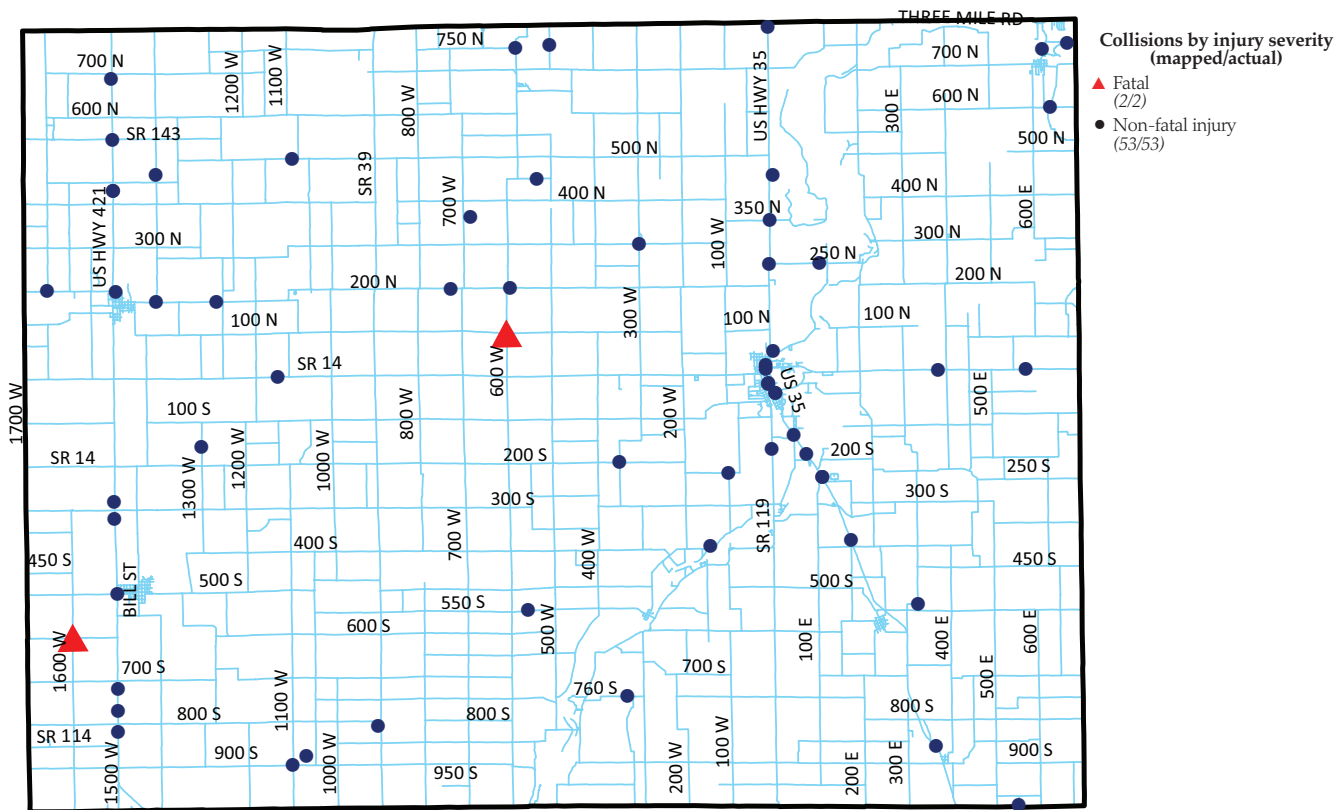 THREE MILE RD
Collisions by injury severity
(mapped/actual)
Fatal
(2/2)
Non-fatal injury
(53/53)
750 N
700 N
700 N
1200 W
1100 W
US HWY 35
600 N
600 N
800 W
300 E
SR 143
500 N
500 N
SR 39
400 N
400 N
700 W
600 E
350 N
US HWY 421
300 N
300 N
100 W
250 N
200 N
200 N
100 N
300 W
100 N
100 N
SR 14
600 W
US 35
500 E
1700 W
100 S
800 W
200 W
SR 14
1300 W
1200 W
1000 W
200 S
200 S
250 S
300 S
300 S
SR 119
700 W
400 S
400 W
450 S
450 S
500 S
500 S
BILL ST
550 S
600 S
500 W
100 E
400 E
600 E
1600 W
700 S
700 S
500 E
760 S
1100 W
800 S
800 S
800 S
SR 114
900 S
900 S
1500 W
1000 W
950 S
200 W
100 W
200 E
300 E